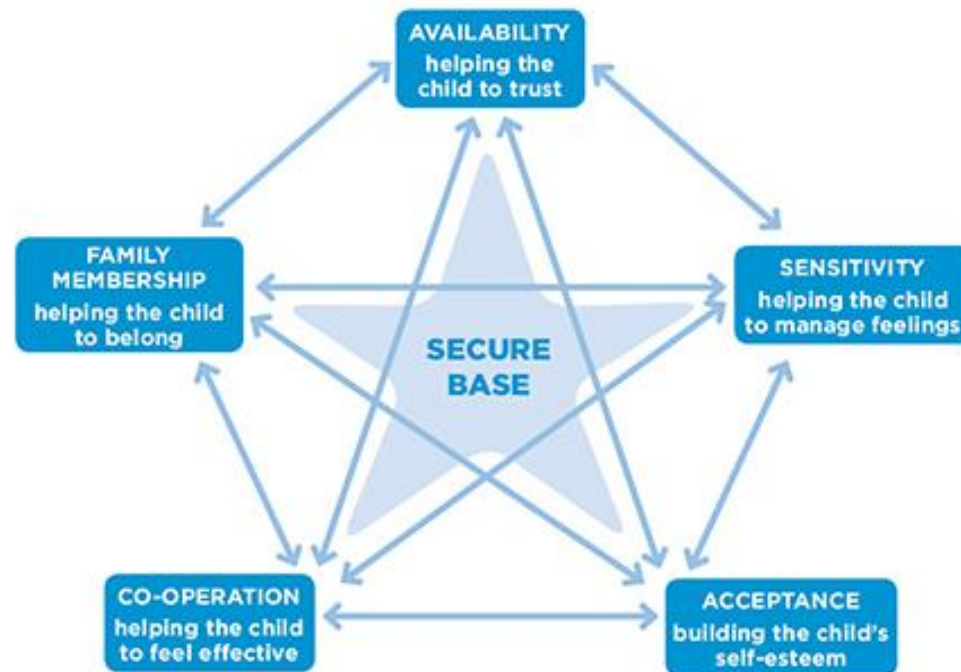 AVAILABILITY
helping the
child to trust
FAMILY
MEMBERSHIP
helping the child
to belong
SENSITIVITY
helping the child
to manage feelings
SECURE
BASE
CO-OPERATION
helping the child
to feel effective
ACCEPTANCE
building the child's
self-esteem